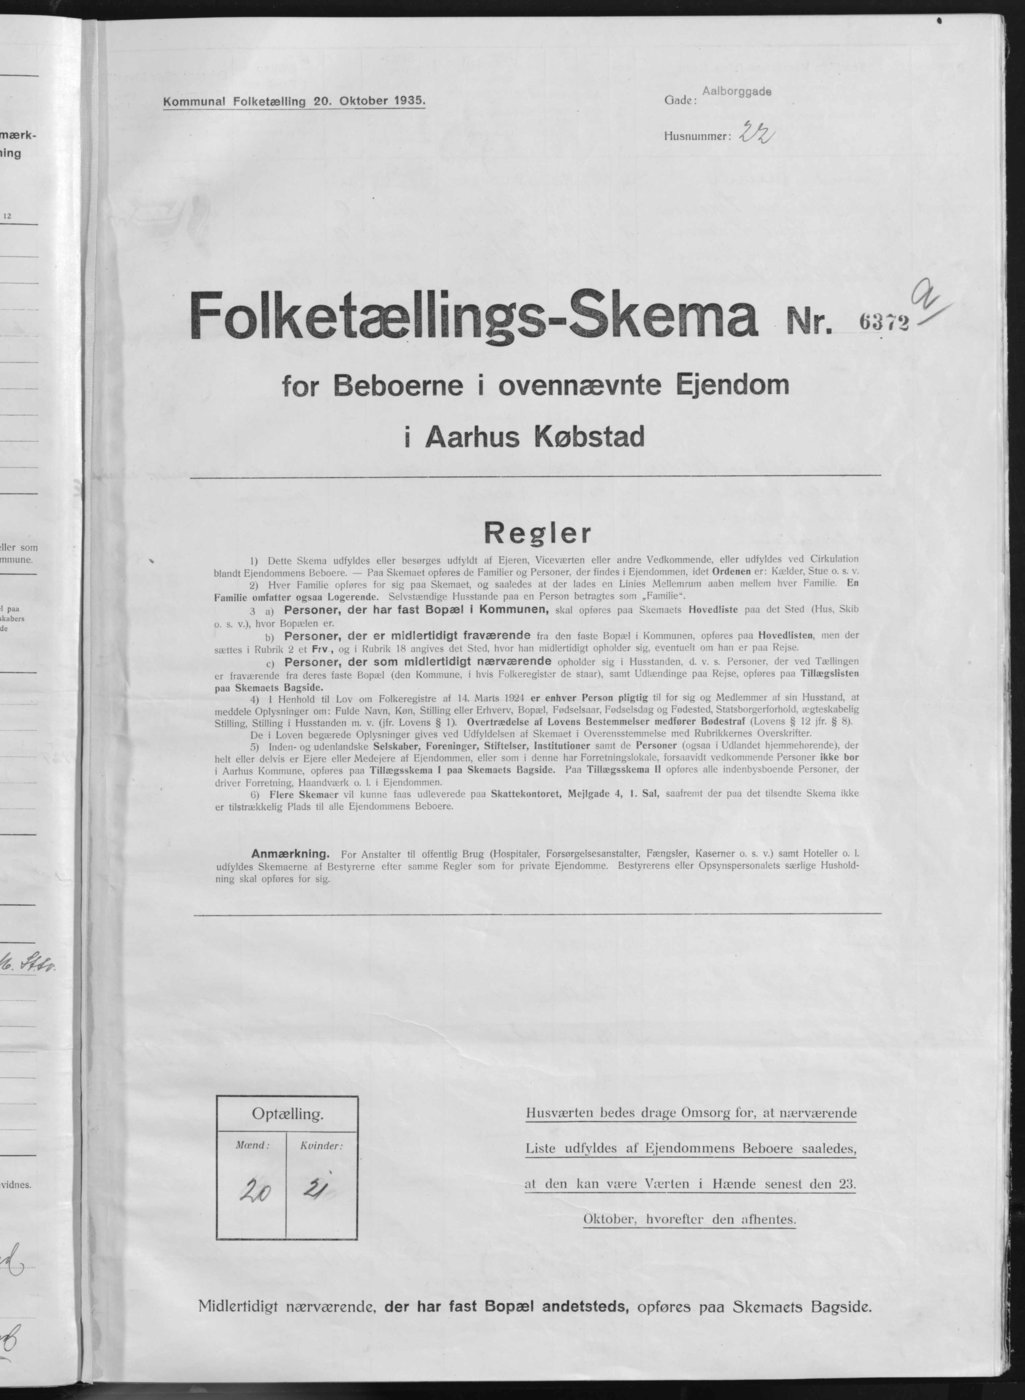 Kommunal Folketælling 20. Oktober 1935.
Gade: Aalborggade
Husnummer: 22
Folketællings-Skema Nr. 6372 a
for Beboerne i ovennævnte Ejendom
i Aarhus Købstad
Regler
1) Dette Skema udfyldes eller besørges udfyldt af Ejeren, Viceværten eller andre Vedkommende, eller udfyldes ved Cirkulation
blandt Ejendommens Beboere. — Paa Skemaet opføres de Familier og Personer, der findes i Ejendommen, idet Ordenen er: Kælder, Stue o. s. v.
2) Hver Familie opføres for sig paa Skemaet, og saaledes at der lades en Linies Mellemrum aaben mellem hver Familie. En
Familie omfatter ogsaa Logerende. Selvstændige Husstande paa en Person betragtes som „Familie“.
3 a) Personer, der har fast Bopæl i Kommunen, skal opføres paa Skemaets Hovedliste paa det Sted (Hus, Skib
o. s. v.), hvor Bopælen er.
b) Personer, der er midlertidigt fraværende fra den faste Bopæl i Kommunen, opføres paa Hovedlisten, men der
sættes i Rubrik 2 et Frv., og i Rubrik 18 angives det Sted, hvor han midlertidigt opholder sig, eventuelt om han er paa Rejse.
c) Personer, der som midlertidigt nærværende opholder sig i Husstanden, d. v. s. Personer, der ved Tællingen
er fraværende fra deres faste Bopæl (den Kommune, i hvis Folkeregister de staar), samt Udlændinge paa Rejse, opføres paa Tillægslisten
paa Skemaets Bagside.
4) I Henhold til Lov om Folkeregistre af 14. Marts 1924 er enhver Person pligtig til for sig og Medlemmer af sin Husstand, at
meddele Oplysninger om: Fulde Navn, Køn, Stilling eller Erhverv, Bopæl, Fødselsaar, Fødselsdag og Fødested, Statsborgerforhold, ægteskabelig
Stilling, Stilling i Husstanden m. v. (jfr. Lovens § 1). Overtrædelse af Lovens Bestemmelser medfører Bødestraf (Lovens § 12 jfr. § 8).
De i Loven begærede Oplysninger gives ved Udfyldelsen af Skemaet i Overensstemmelse med Rubrikkernes Overskrifter.
5) Inden- og udenlandske Selskaber, Foreninger, Stiftelser, Institutioner samt de Personer (ogsaa i Udlandet hjemmehørende), der
helt eller delvis er Ejere eller Medejere af Ejendommen, eller som i denne har Forretningslokale, forsaavidt vedkommende Personer ikke bor
i Aarhus Kommune, opføres paa Tillægsskema I paa Skemaets Bagside. Paa Tillægsskema II opføres alle indenbysboende Personer, der
driver Forretning, Haandværk o. l. i Ejendommen.
6) Flere Skemaer vil kunne faas udleverede paa Skattekontoret, Mejlgade 4, 1. Sal, saafremt der paa det tilsendte Skema ikke
er tilstrækkelig Plads til alle Ejendommens Beboere.
Anmærkning. For Anstalter til offentlig Brug (Hospitaler, Forsørgelsesanstalter, Fængsler, Kaserner o. s. v.) samt Hoteller o. l.
udfyldes Skemaerne af Bestyrerne efter samme Regler som for private Ejendomme. Bestyrerens eller Opsynspersonalets særlige Hushold-
ning skal opføres for sig.
Optælling.
Mænd: Kvinder:
20 21
Husværten bedes drage Omsorg for, at nærværende
Liste udfyldes af Ejendommens Beboere saaledes,
at den kan være Værten i Hænde senest den 23.
Oktober, hvorefter den afhentes.
Midlertidigt nærværende, der har fast Bopæl andetsteds, opføres paa Skemaets Bagside.